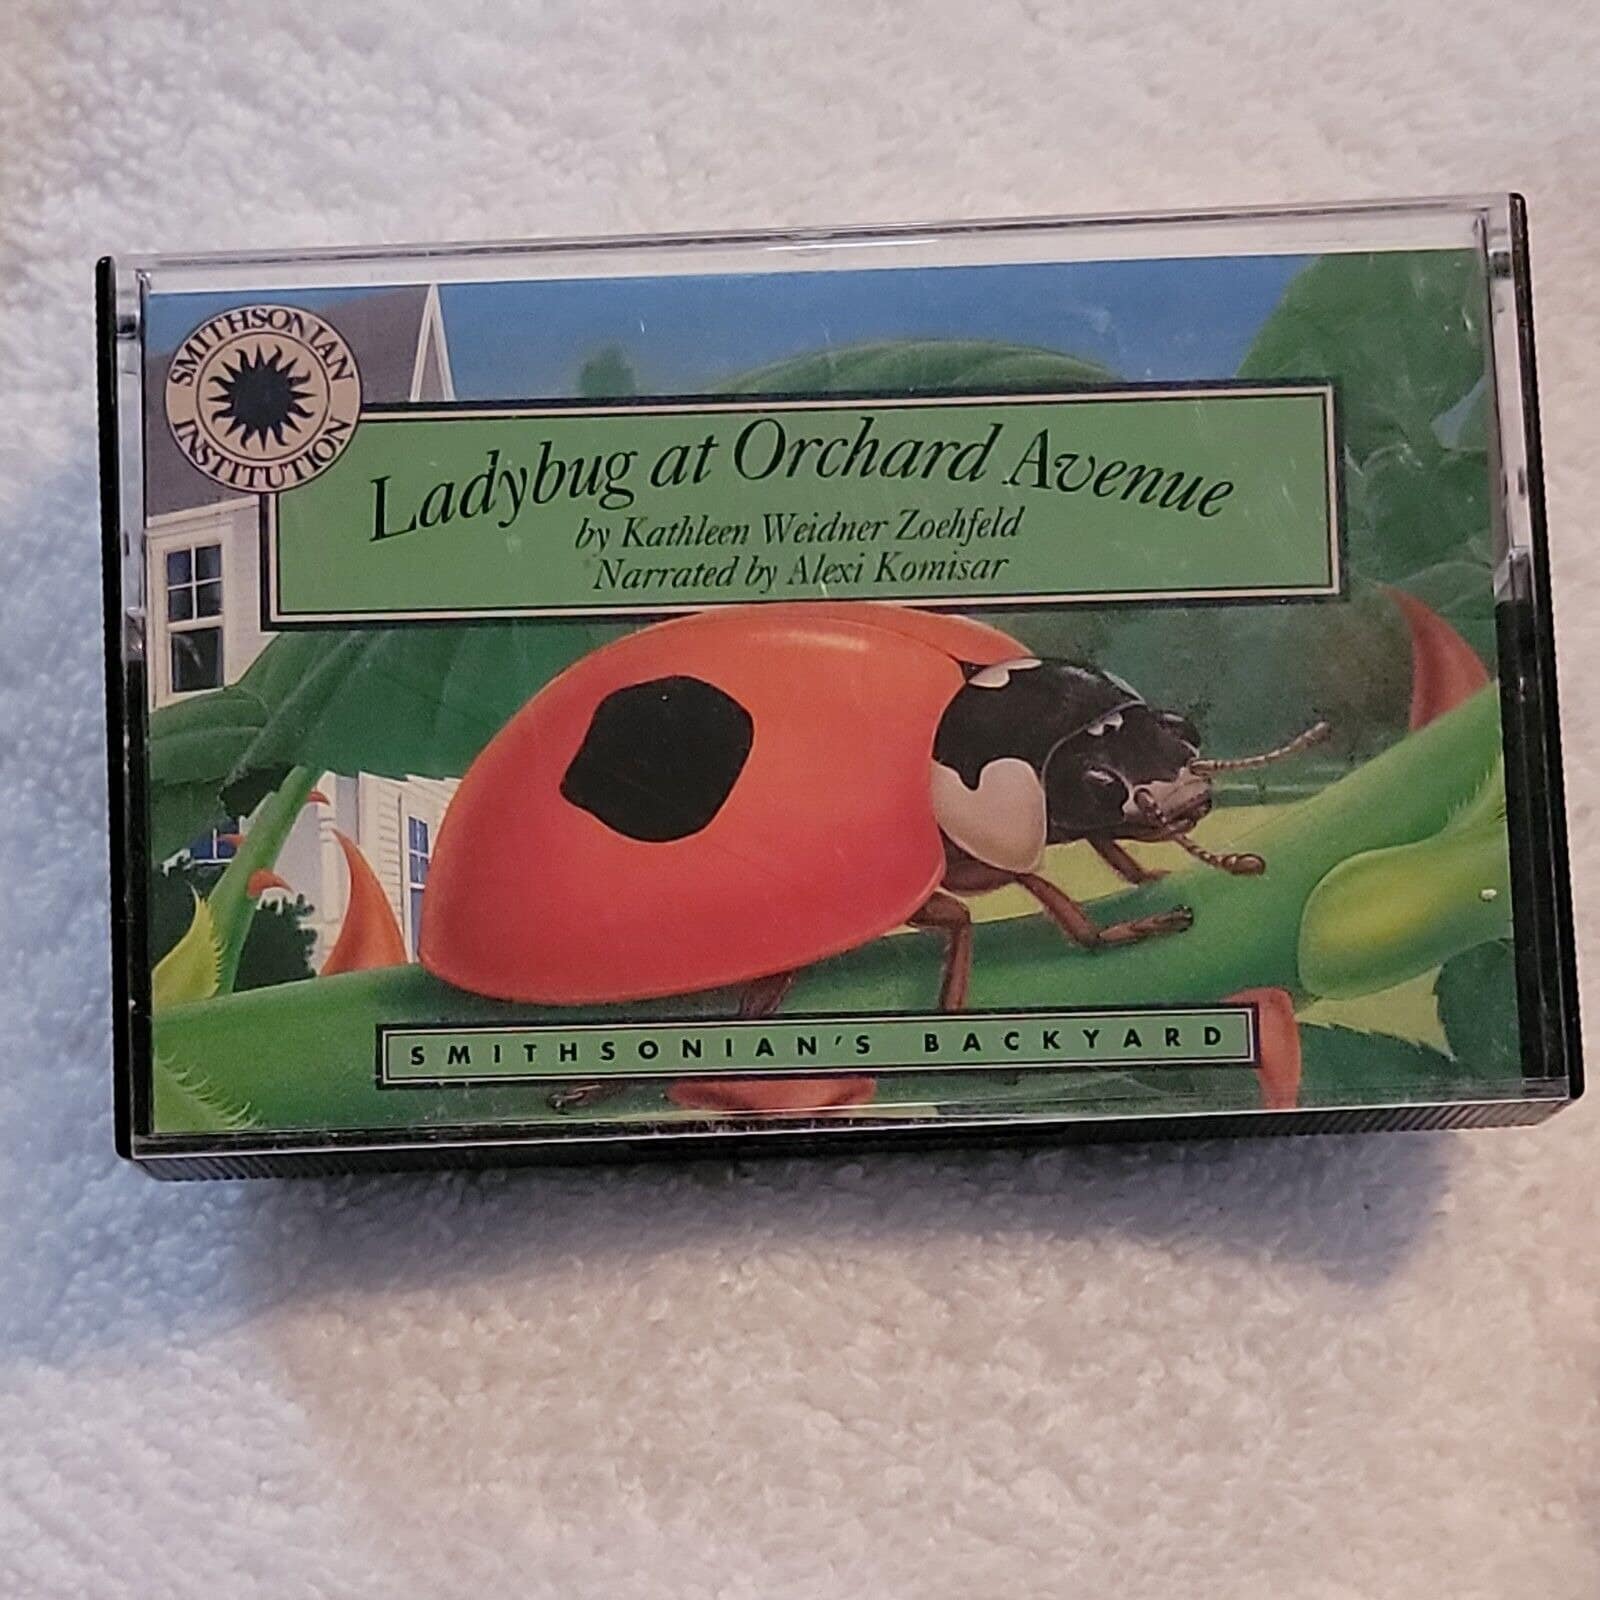 SMITHSONIAN
INSTITUTION
Ladybug at Orchard Avenue
by Kathleen Weidner Zoehfeld
Narrated by Alexi Komisar
SMITHSONIAN'S BACKYARD